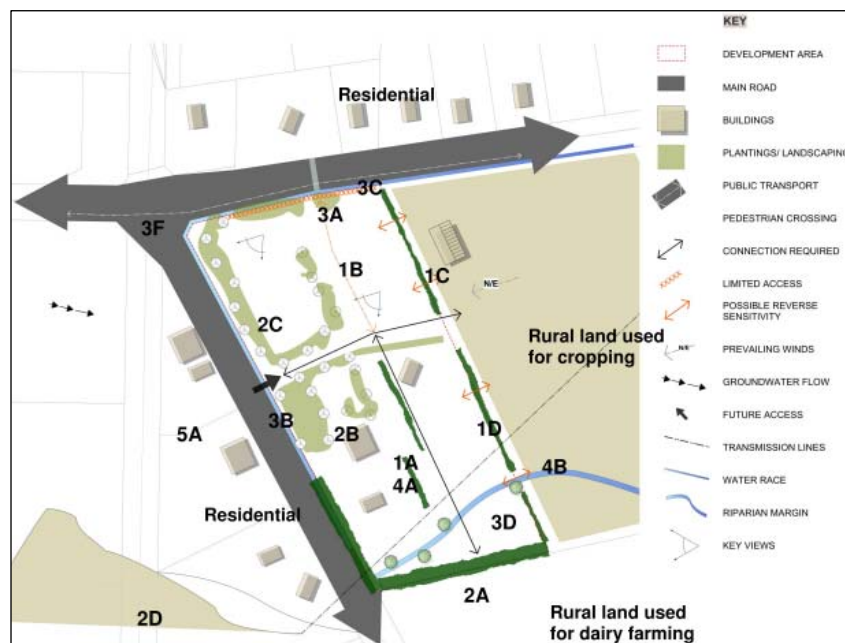 Residential
3C
3A
3F
1B
1C
N/E
2C
Rural land used
for cropping
3B
2B
5A
1D
1A
4A
4B
Residential
3D
2A
2D
Rural land used
for dairy farming
KEY
DEVELOPMENT AREA
MAIN ROAD
BUILDINGS
PLANTINGS/ LANDSCAPING
PUBLIC TRANSPORT
PEDESTRIAN CROSSING
CONNECTION REQUIRED
LIMITED ACCESS
POSSIBLE REVERSE
SENSITIVITY
N/E
PREVAILING WINDS
GROUNDWATER FLOW
FUTURE ACCESS
TRANSMISSION LINES
WATER RACE
RIPARIAN MARGIN
KEY VIEWS